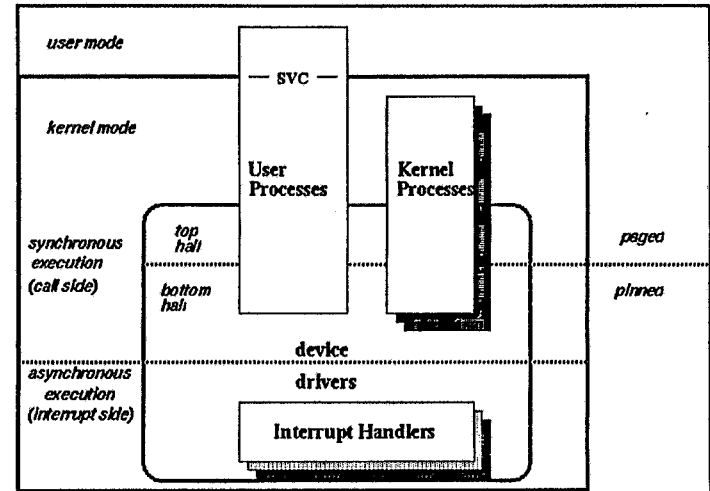 user mode
SVC
kernel mode
User
Processes
Kernel
Processes
synchronous
execution
(call side)
top
half
paged
bottom
half
pinned
device
asynchronous
execution
(interrupt side)
drivers
Interrupt Handlers